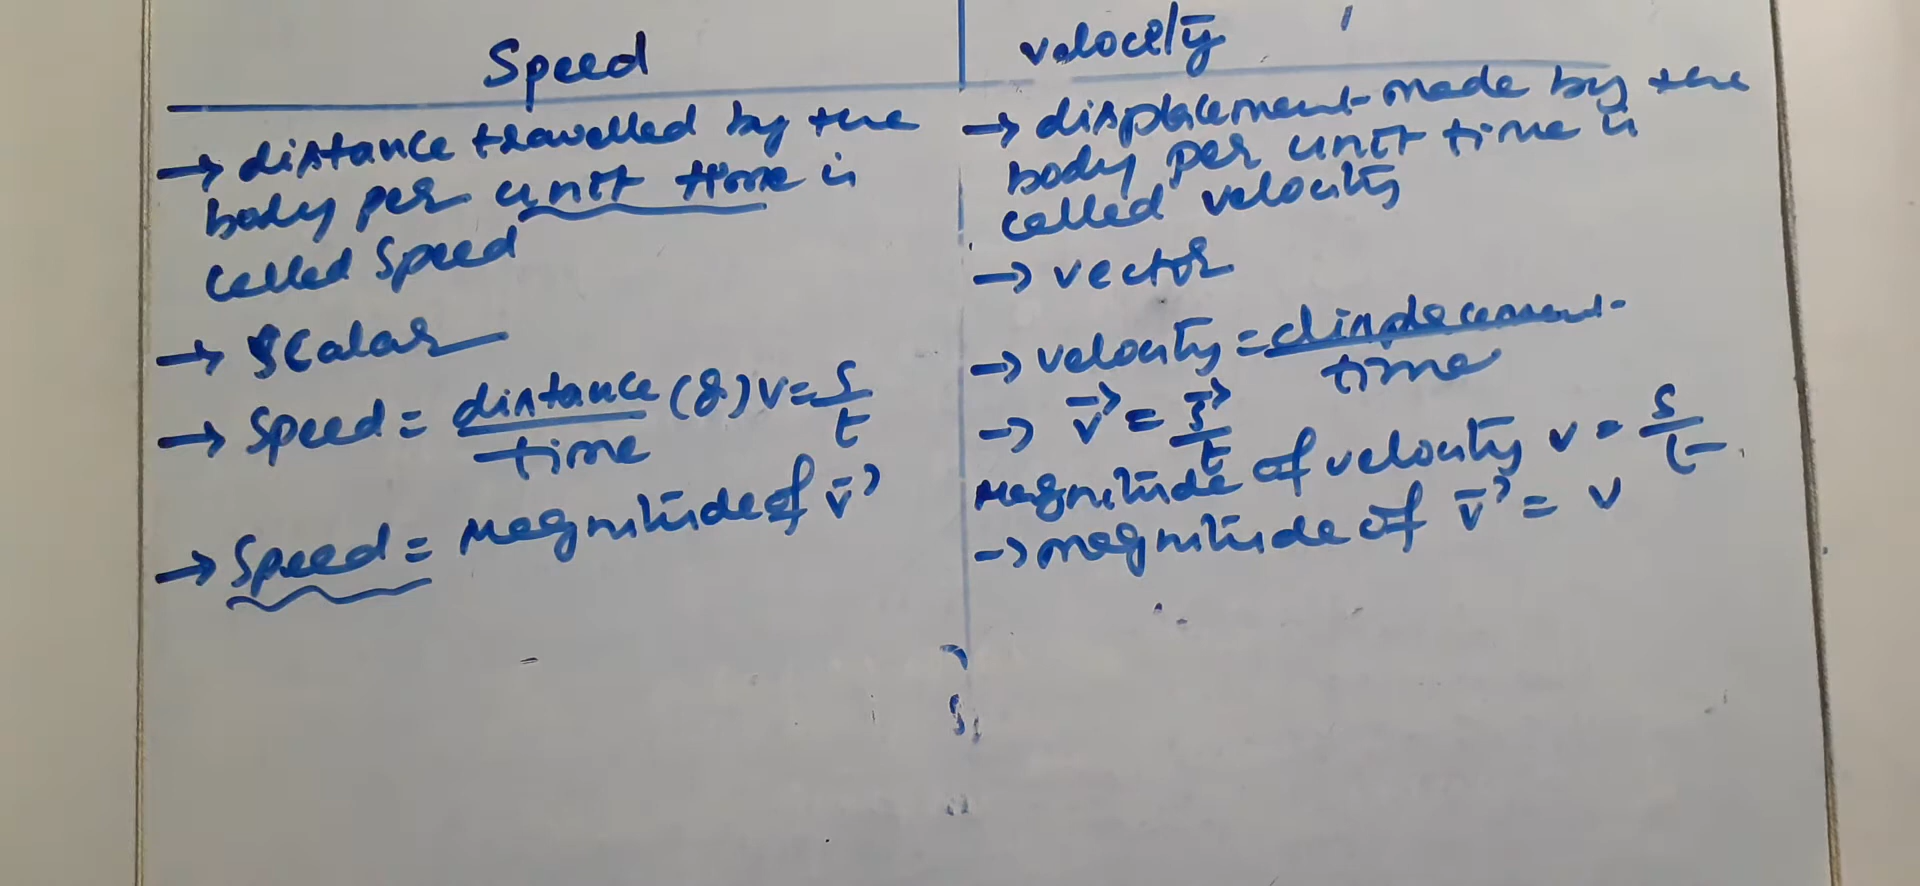 Speed
→ distance travelled by the
body per unit time is
called Speed
→ Scalar
→ Speed = distance/time (or) v = s/t
→ Speed = Magnitude of v⃗
velocity
→ displacement made by the
body per unit time is
called velocity
→ vector
→ velocity = displacement/time
→ v⃗ = s⃗/t
Magnitude of velocity v = s/t
→ magnitude of v⃗ = v